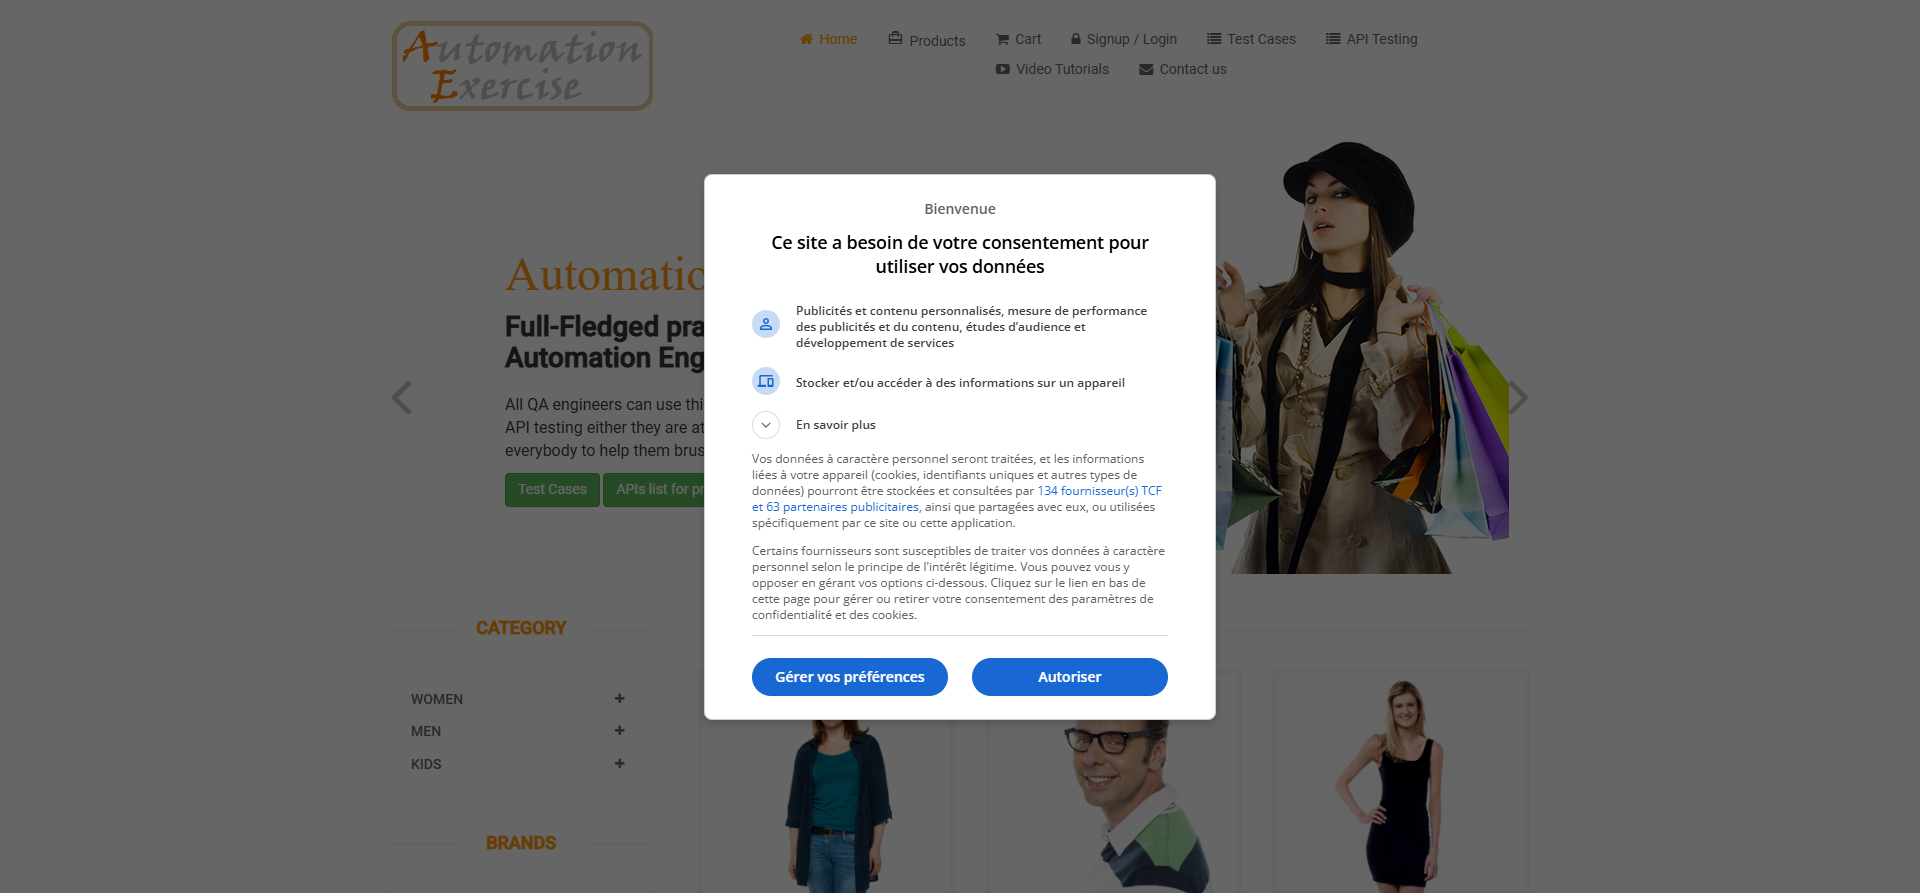 Automation
Exercise
Home
Products
Cart
Signup / Login
Test Cases
API Testing
Video Tutorials
Contact us
Bienvenue
Ce site a besoin de votre consentement pour
utiliser vos données
Publicités et contenu personnalisés, mesure de performance
des publicités et du contenu, études d’audience et
développement de services
Stocker et/ou accéder à des informations sur un appareil
En savoir plus
Vos données à caractère personnel seront traitées, et les informations
liées à votre appareil (cookies, identifiants uniques et autres types de
données) pourront être stockées et consultées par 134 fournisseur(s) TCF
et 63 partenaires publicitaires, ainsi que partagées avec eux, ou utilisées
spécifiquement par ce site ou cette application.
Certains fournisseurs sont susceptibles de traiter vos données à caractère
personnel selon le principe de l'intérêt légitime. Vous pouvez vous y
opposer en gérant vos options ci-dessous. Cliquez sur le lien en bas de
cette page pour gérer ou retirer votre consentement des paramètres de
confidentialité et des cookies.
Gérer vos préférences
Autoriser
Automatio
Full-Fledged pra
Automation Eng
All QA engineers can use thi
API testing either they are at
everybody to help them brus
Test Cases
APIs list for pr
CATEGORY
WOMEN
MEN
KIDS
BRANDS